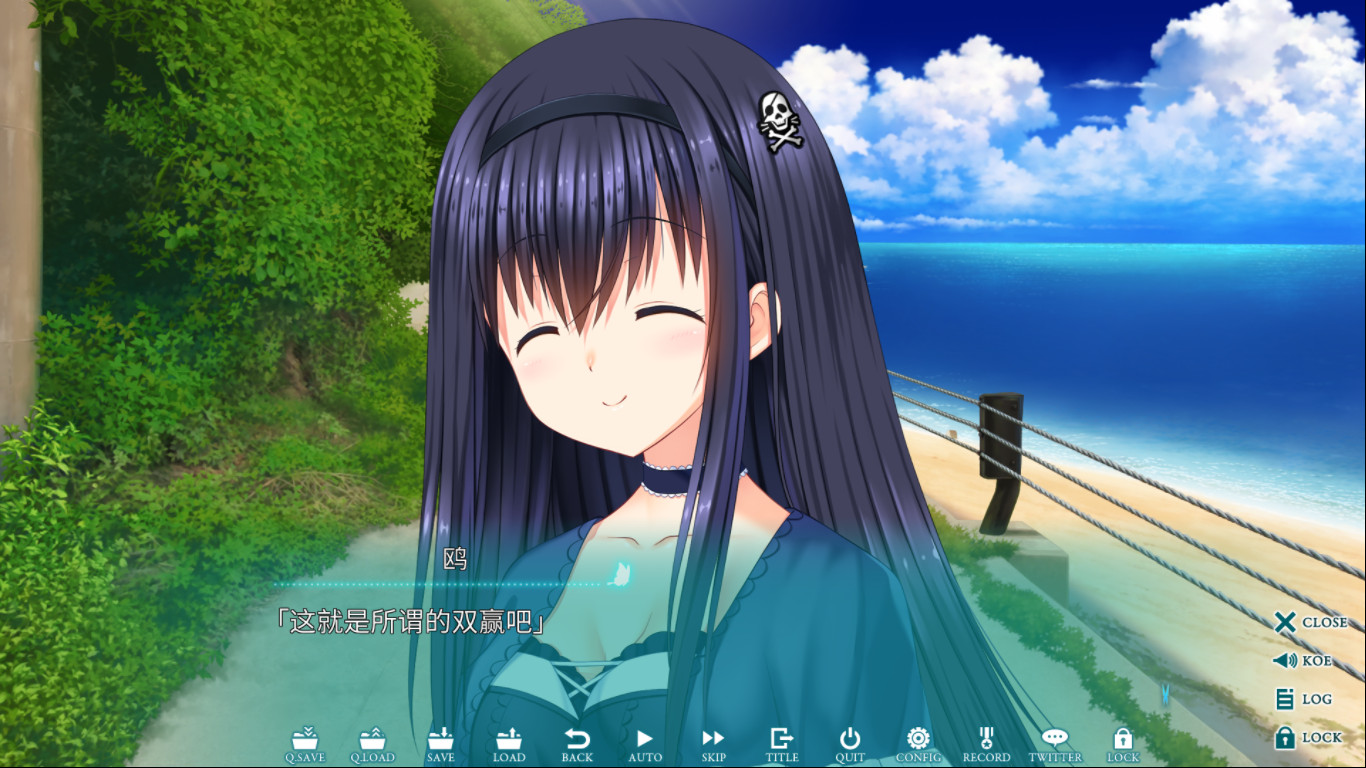 鸥
「这就是所谓的双赢吧」
CLOSE
KOE
LOG
LOCK
Q.SAVE Q.LOAD SAVE LOAD BACK AUTO SKIP TITLE QUIT CONFIG RECORD TWITTER LOCK